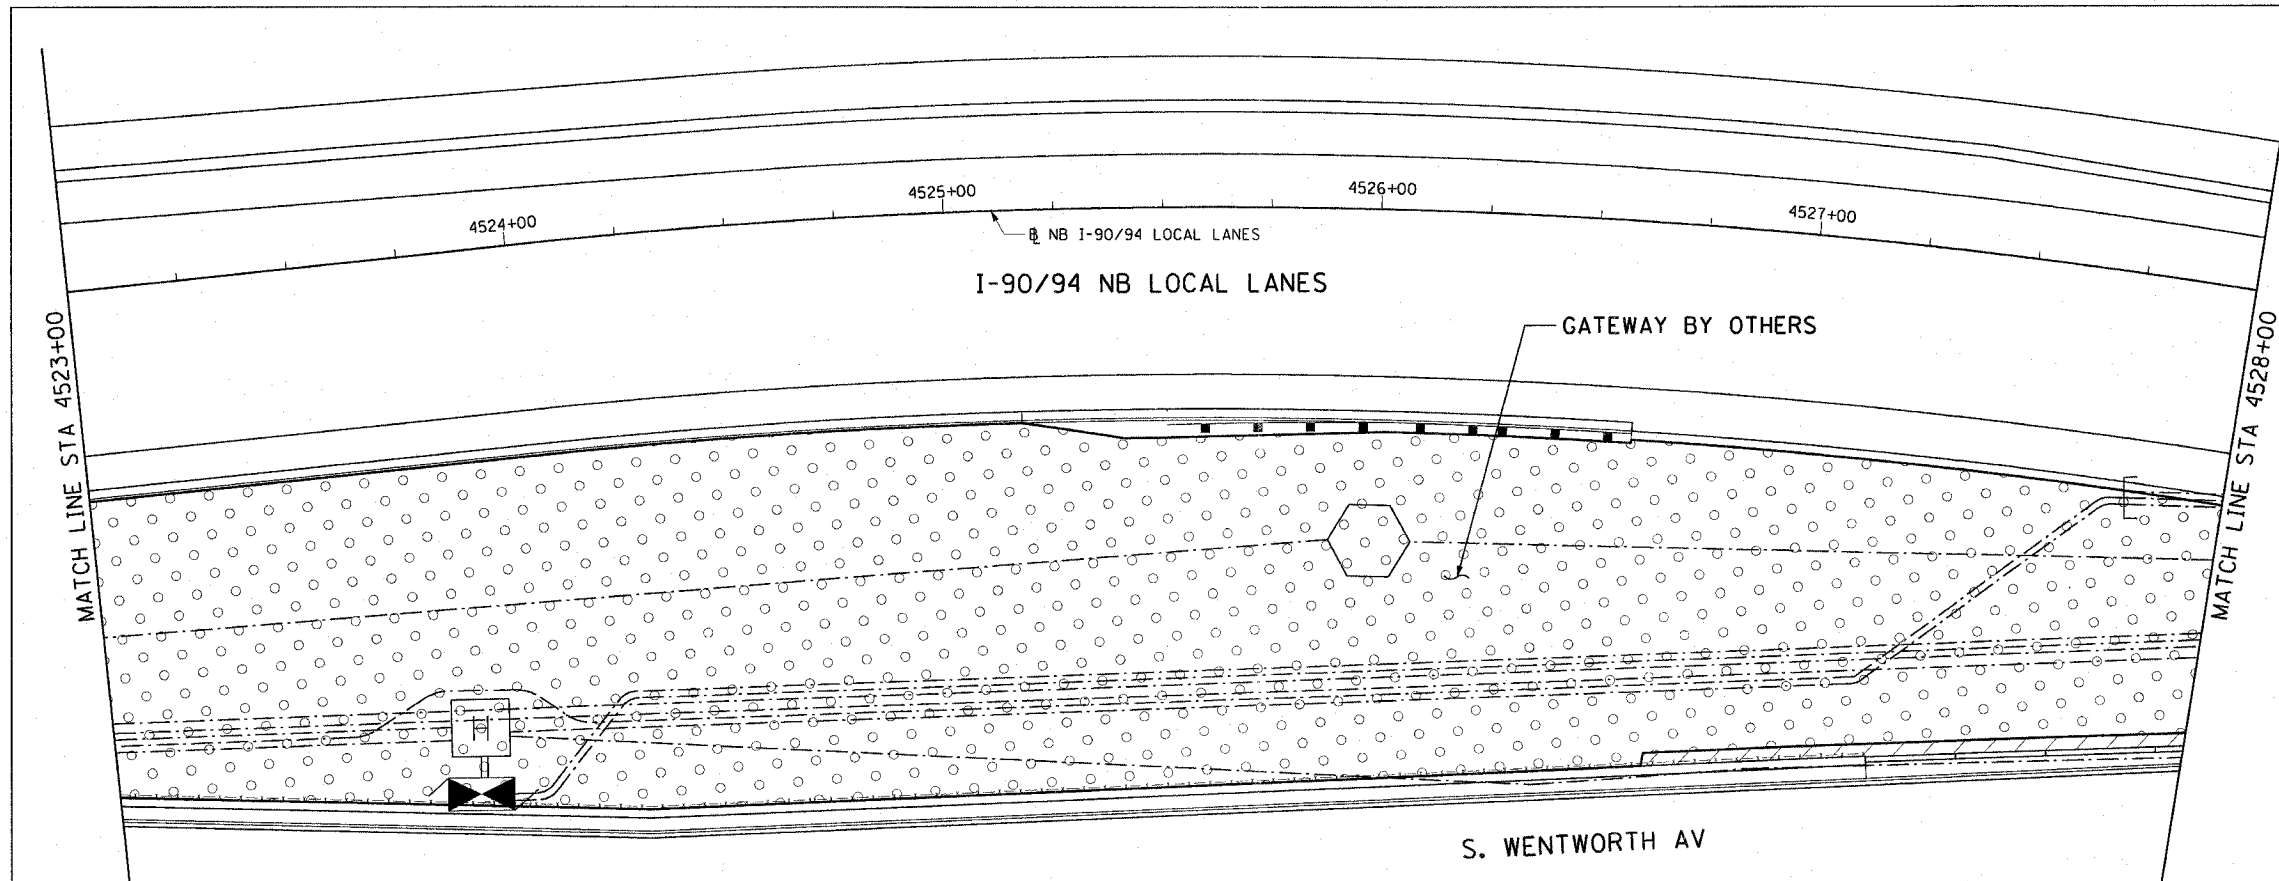 4525+00
4526+00
4524+00
4527+00
℄ NB I-90/94 LOCAL LANES
I-90/94 NB LOCAL LANES
GATEWAY BY OTHERS
MATCH LINE STA 4523+00
MATCH LINE STA 4528+00
H
S. WENTWORTH AV